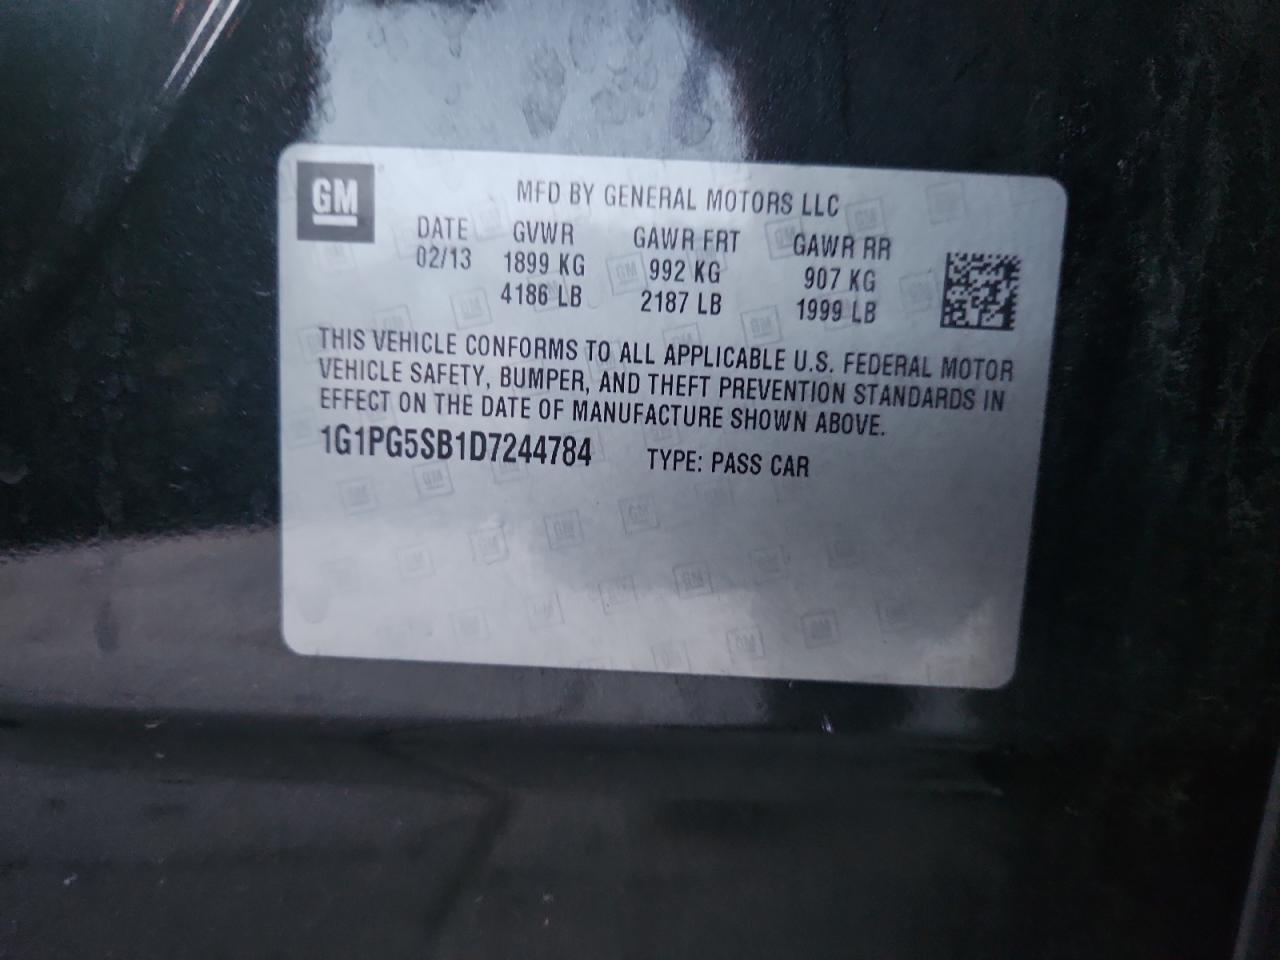 GM
MFD BY GENERAL MOTORS LLC
DATE GVWR GAWR FRT GAWR RR
02/13 1899 KG 992 KG 907 KG
4186 LB 2187 LB 1999 LB
THIS VEHICLE CONFORMS TO ALL APPLICABLE U.S. FEDERAL MOTOR
VEHICLE SAFETY, BUMPER, AND THEFT PREVENTION STANDARDS IN
EFFECT ON THE DATE OF MANUFACTURE SHOWN ABOVE.
1G1PG5SB1D7244784 TYPE: PASS CAR